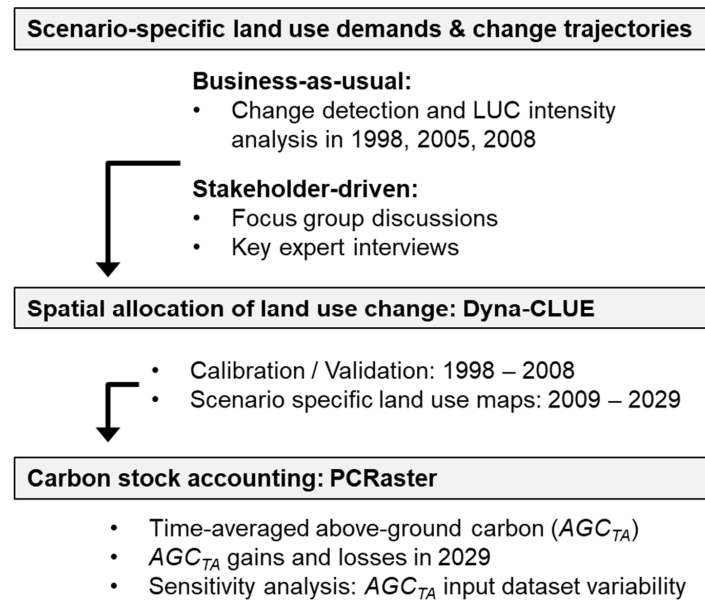 Scenario-specific land use demands & change trajectories
Business-as-usual:
• Change detection and LUC intensity
analysis in 1998, 2005, 2008
Stakeholder-driven:
• Focus group discussions
• Key expert interviews
Spatial allocation of land use change: Dyna-CLUE
• Calibration / Validation: 1998 – 2008
• Scenario specific land use maps: 2009 – 2029
Carbon stock accounting: PCRaster
• Time-averaged above-ground carbon (AGC_TA)
• AGC_TA gains and losses in 2029
• Sensitivity analysis: AGC_TA input dataset variability